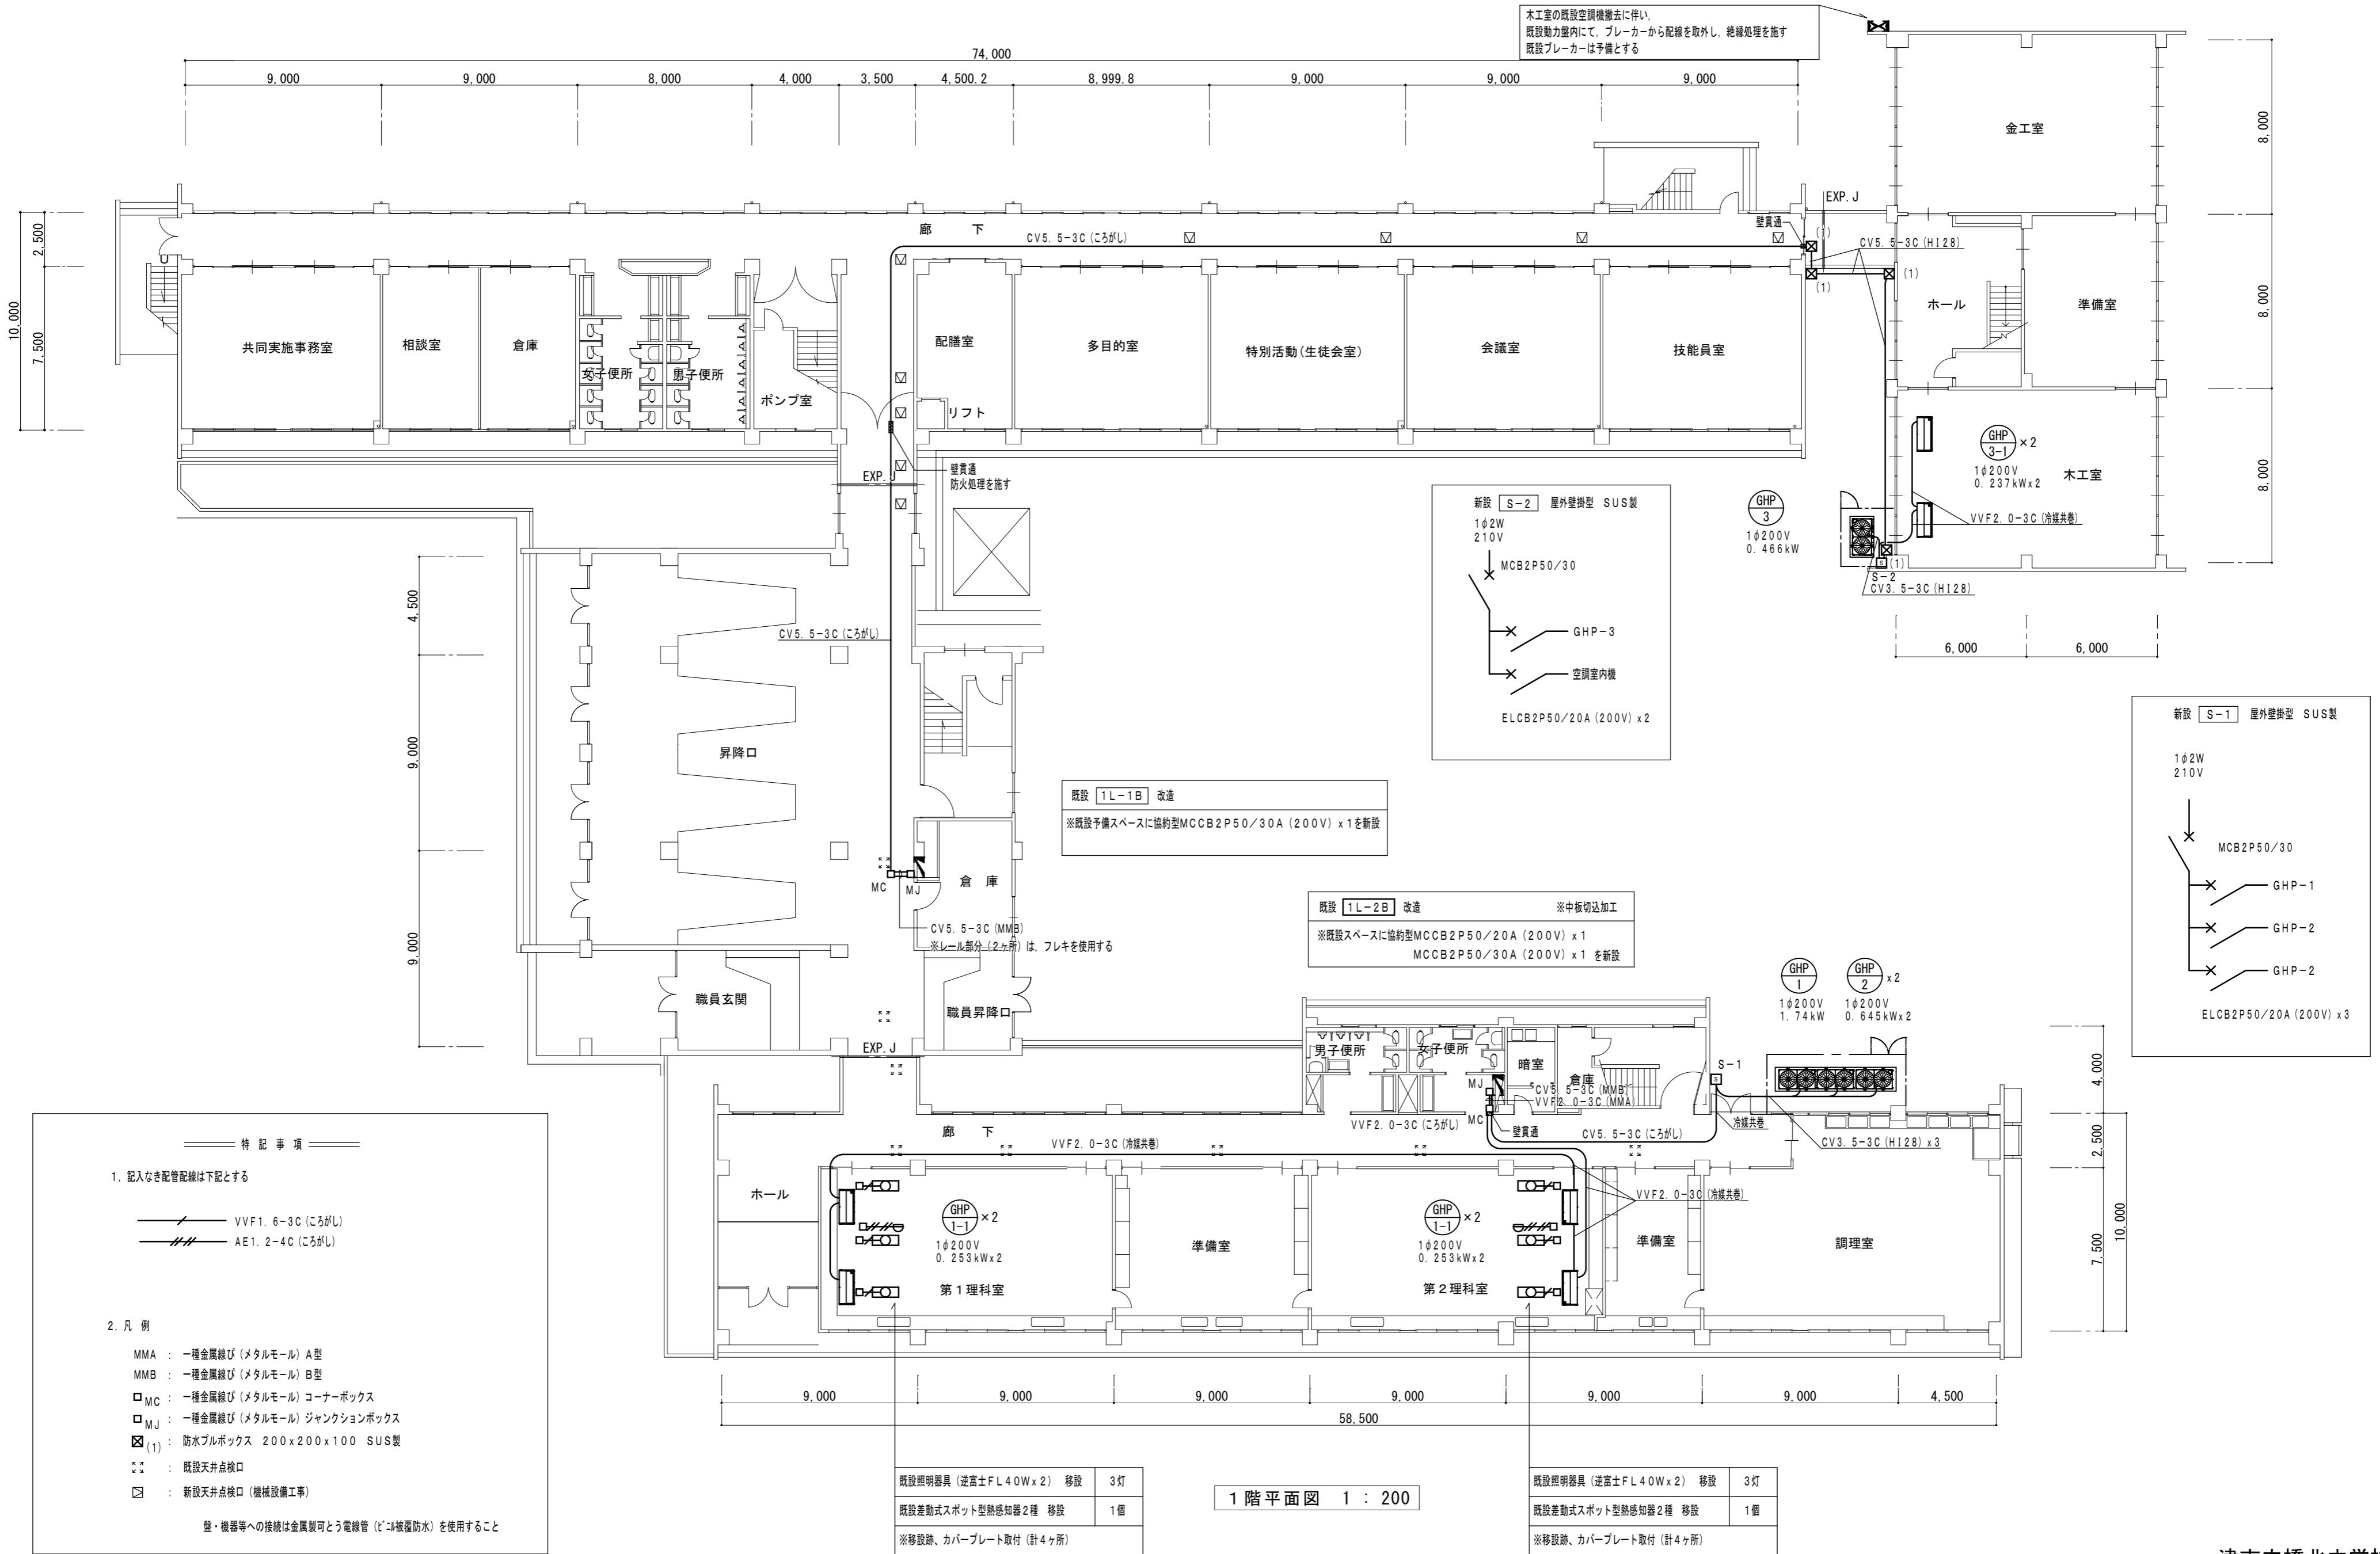 木工室の既設空調機撤去に伴い、
既設動力盤内にて、ブレーカーから配線を取外し、絶縁処理を施す
既設ブレーカーは予備とする
74,000
9,000
9,000
8,000
4,000
3,500
4,500.2
8,999.8
9,000
9,000
9,000
10,000
2,500
7,500
廊 下
CV5.5-3C(ころがし)
壁貫通
EXP.J
(1)
CV5.5-3C(HI28)
(1)
(1)
金工室
ホール
準備室
8,000
8,000
8,000
共同実施事務室
相談室
倉庫
女子便所
男子便所
ポンプ室
配膳室
リフト
多目的室
特別活動(生徒会室)
会議室
技能員室
壁貫通
防火処理を施す
EXP.J
GHP
3-1
×2
1φ200V
0.237kWx2
木工室
VVF2.0-3C(冷媒共巻)
GHP
3
1φ200V
0.466kW
S
(1)
S-2
CV3.5-3C(HI28)
6,000
6,000
新設 S-2 屋外壁掛型 SUS製
1φ2W
210V
MCB2P50/30
GHP-3
空調室内機
ELCB2P50/20A(200V)x2
新設 S-1 屋外壁掛型 SUS製
1φ2W
210V
MCB2P50/30
GHP-1
GHP-2
GHP-2
ELCB2P50/20A(200V)x3
4,500
9,000
9,000
CV5.5-3C(ころがし)
昇降口
既設 1L-1B 改造
※既設予備スペースに協約型MCCB2P50/30A(200V)x1を新設
MC
MJ
倉 庫
CV5.5-3C(MMB)
※レール部分(2ヶ所)は、フレキを使用する
職員玄関
職員昇降口
EXP.J
既設 1L-2B 改造 ※中板切込加工
※既設スペースに協約型MCCB2P50/20A(200V)x1
MCCB2P50/30A(200V)x1 を新設
GHP
1
1φ200V
1.74kW
GHP
2
x2
1φ200V
0.645kWx2
男子便所
女子便所
暗室
倉庫
S-1
S
MJ
CV5.5-3C(MMB)
VVF2.0-3C(MMA)
MC
VVF2.0-3C(ころがし)
壁貫通
CV5.5-3C(ころがし)
冷媒共巻
CV3.5-3C(HI28)x3
4,000
2,500
7,500
10,000
廊 下
VVF2.0-3C(冷媒共巻)
VVF2.0-3C(冷媒共巻)
ホール
GHP
1-1
×2
1φ200V
0.253kWx2
第1理科室
準備室
GHP
1-1
×2
1φ200V
0.253kWx2
第2理科室
準備室
調理室
9,000
9,000
9,000
9,000
9,000
9,000
4,500
58,500
特 記 事 項
1.記入なき配管配線は下記とする
VVF1.6-3C(ころがし)
AE1.2-4C(ころがし)
2.凡 例
MMA : 一種金属線ぴ(メタルモール)A型
MMB : 一種金属線ぴ(メタルモール)B型
MC : 一種金属線ぴ(メタルモール)コーナーボックス
MJ : 一種金属線ぴ(メタルモール)ジャンクションボックス
(1) : 防水プルボックス 200x200x100 SUS製
: 既設天井点検口
: 新設天井点検口(機械設備工事)
盤・機器等への接続は金属製可とう電線管(ビニル被覆防水)を使用すること
既設照明器具(逆富士FL40Wx2) 移設 3灯
既設差動式スポット型熱感知器2種 移設 1個
※移設跡、カバープレート取付(計4ヶ所)
1階平面図 1 : 200
既設照明器具(逆富士FL40Wx2) 移設 3灯
既設差動式スポット型熱感知器2種 移設 1個
※移設跡、カバープレート取付(計4ヶ所)